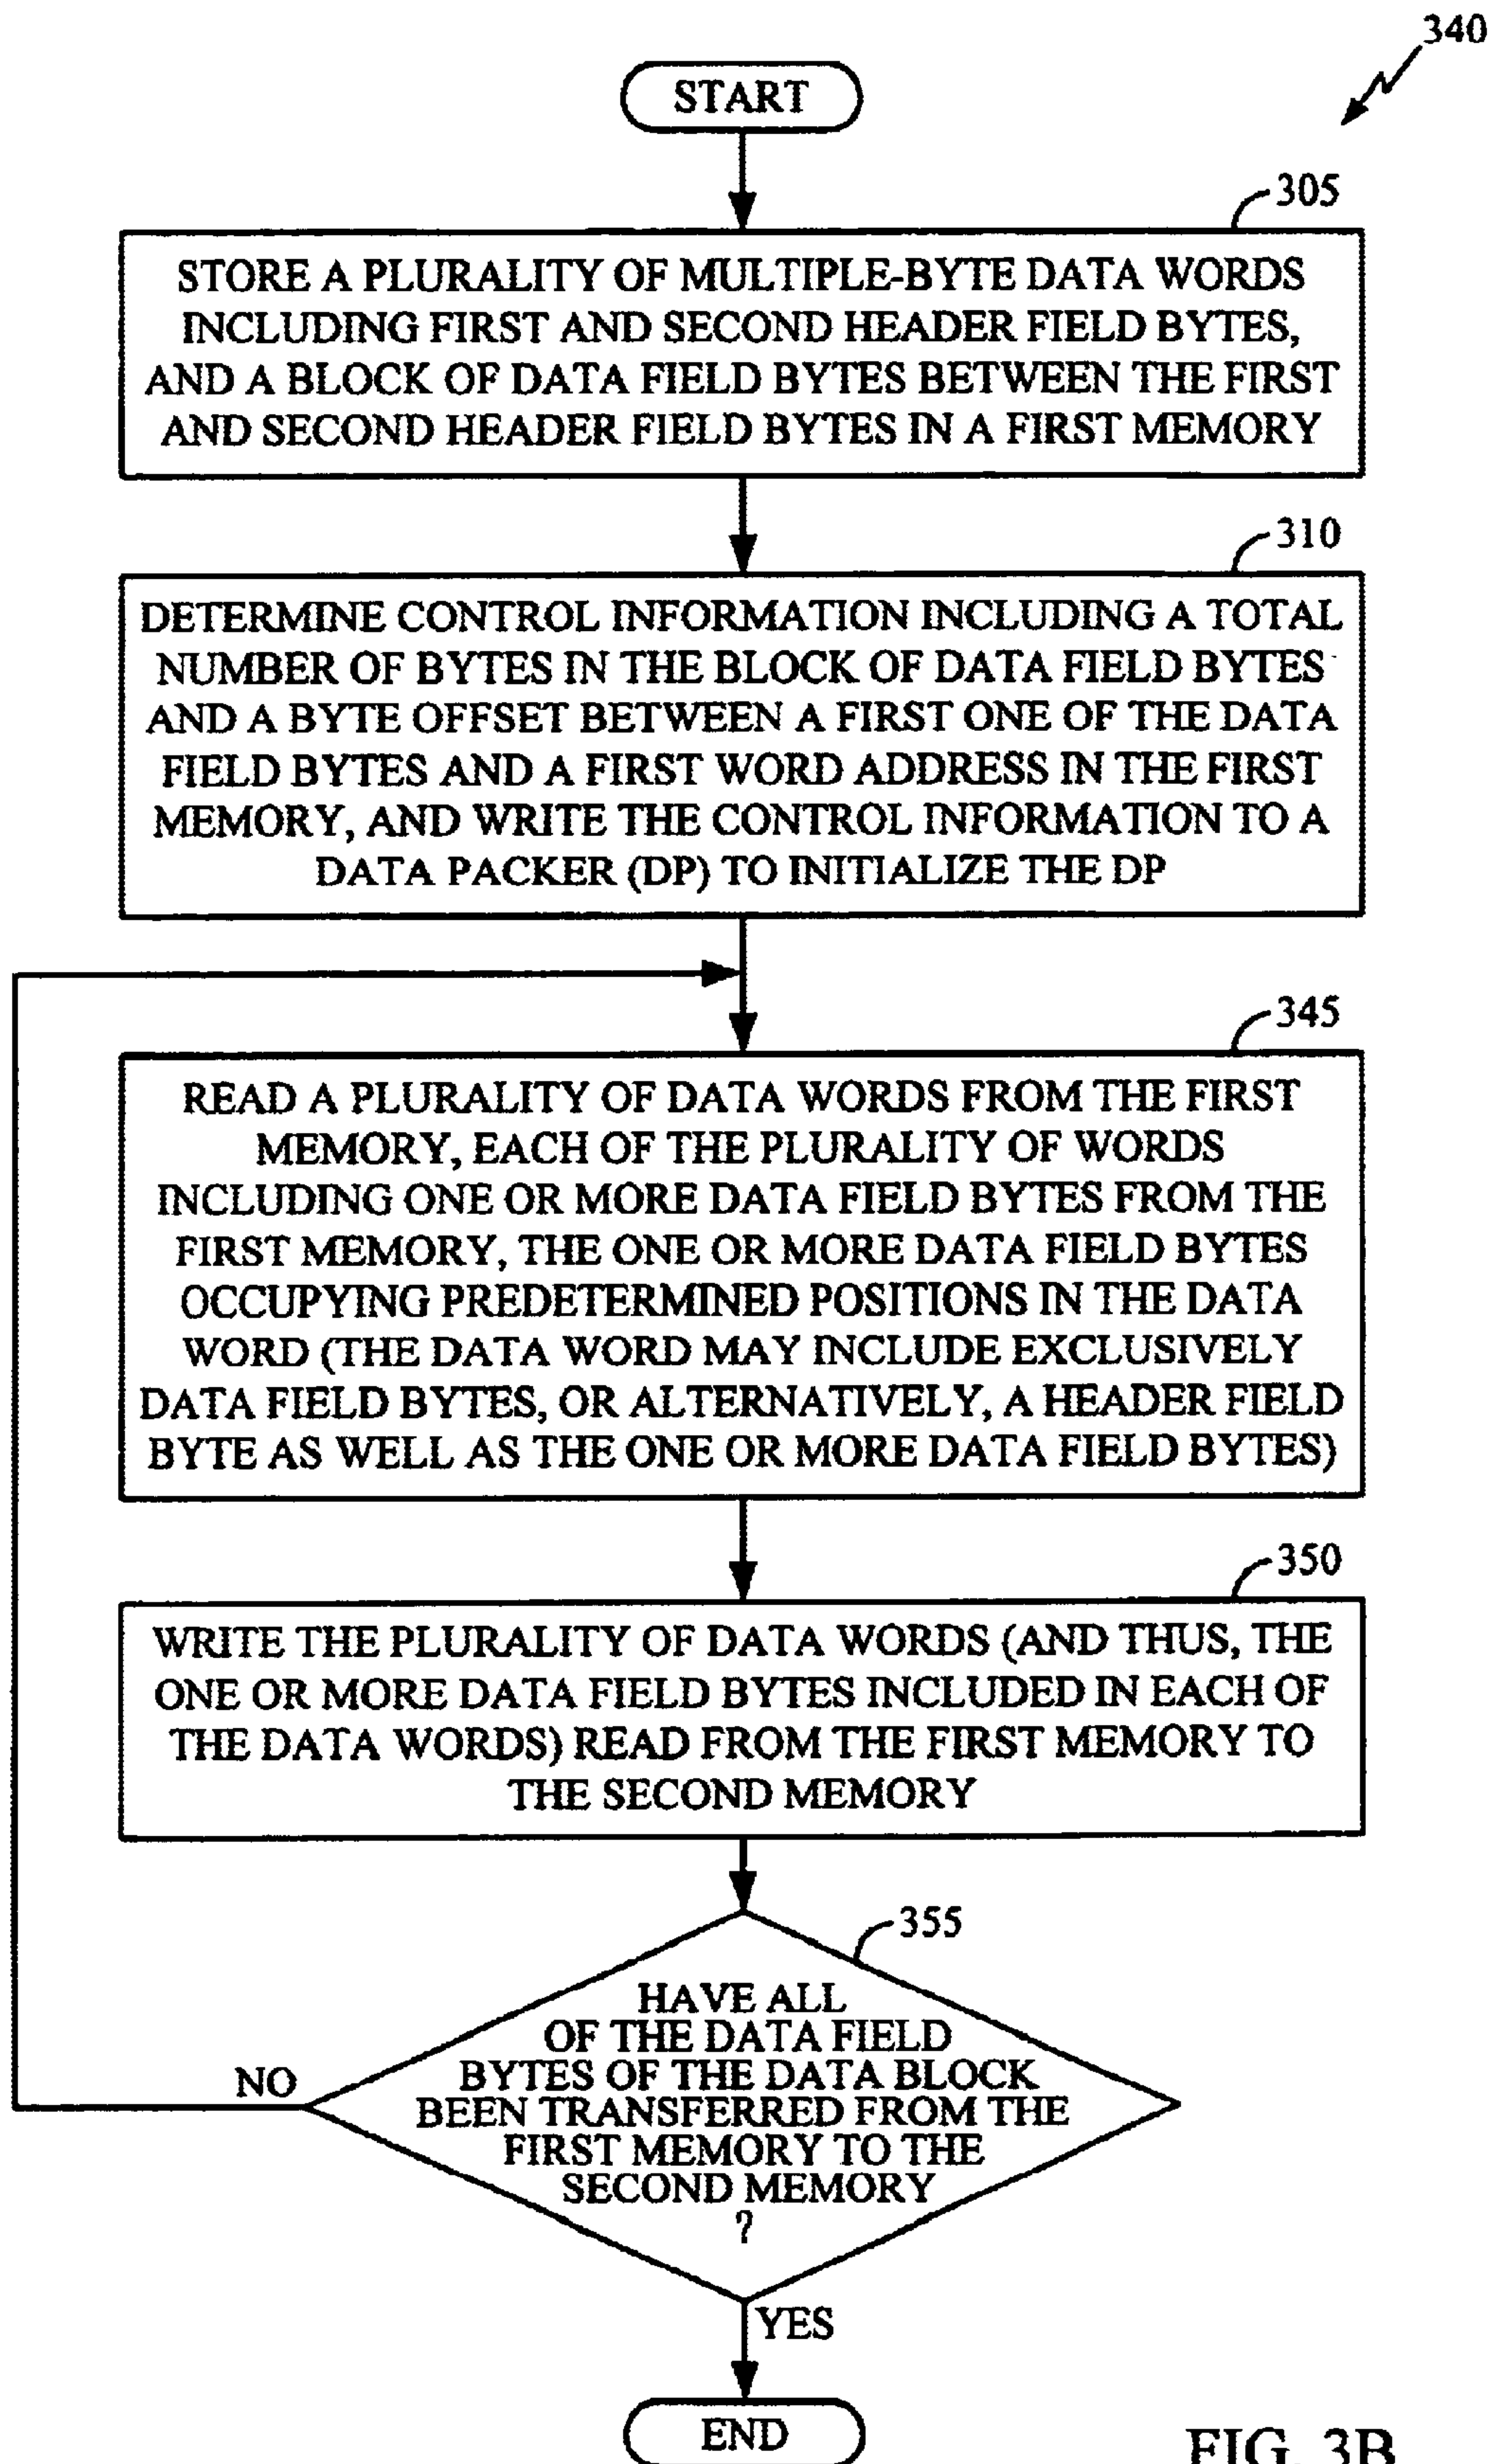 340
START
305
STORE A PLURALITY OF MULTIPLE-BYTE DATA WORDS
INCLUDING FIRST AND SECOND HEADER FIELD BYTES,
AND A BLOCK OF DATA FIELD BYTES BETWEEN THE FIRST
AND SECOND HEADER FIELD BYTES IN A FIRST MEMORY
310
DETERMINE CONTROL INFORMATION INCLUDING A TOTAL
NUMBER OF BYTES IN THE BLOCK OF DATA FIELD BYTES
AND A BYTE OFFSET BETWEEN A FIRST ONE OF THE DATA
FIELD BYTES AND A FIRST WORD ADDRESS IN THE FIRST
MEMORY, AND WRITE THE CONTROL INFORMATION TO A
DATA PACKER (DP) TO INITIALIZE THE DP
345
READ A PLURALITY OF DATA WORDS FROM THE FIRST
MEMORY, EACH OF THE PLURALITY OF WORDS
INCLUDING ONE OR MORE DATA FIELD BYTES FROM THE
FIRST MEMORY, THE ONE OR MORE DATA FIELD BYTES
OCCUPYING PREDETERMINED POSITIONS IN THE DATA
WORD (THE DATA WORD MAY INCLUDE EXCLUSIVELY
DATA FIELD BYTES, OR ALTERNATIVELY, A HEADER FIELD
BYTE AS WELL AS THE ONE OR MORE DATA FIELD BYTES)
350
WRITE THE PLURALITY OF DATA WORDS (AND THUS, THE
ONE OR MORE DATA FIELD BYTES INCLUDED IN EACH OF
THE DATA WORDS) READ FROM THE FIRST MEMORY TO
THE SECOND MEMORY
355
HAVE ALL
OF THE DATA FIELD
BYTES OF THE DATA BLOCK
BEEN TRANSFERRED FROM THE
FIRST MEMORY TO THE
SECOND MEMORY
?
NO
YES
END
FIG. 3B